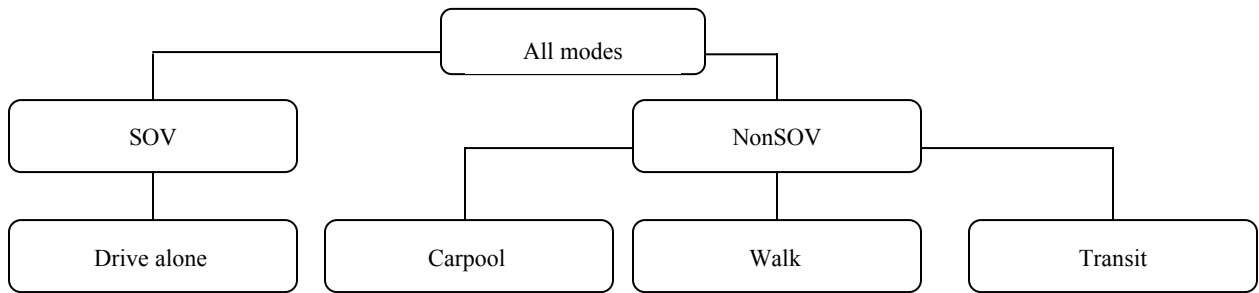 All modes
SOV
NonSOV
Drive alone
Carpool
Walk
Transit